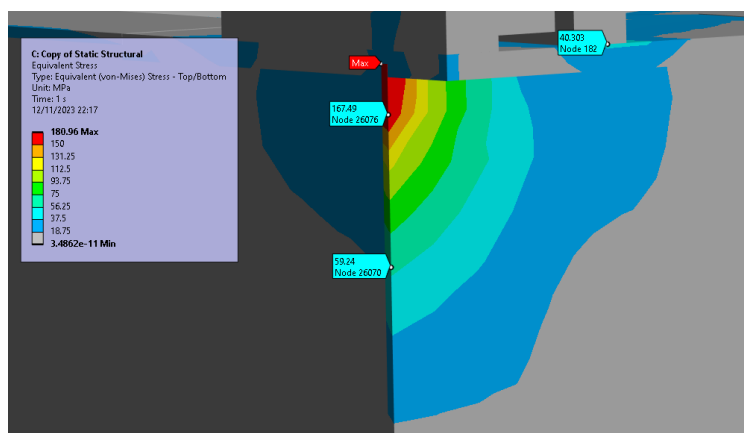 C: Copy of Static Structural
Equivalent Stress
Type: Equivalent (von-Mises) Stress - Top/Bottom
Unit: MPa
Time: 1 s
12/11/2023 22:17
180.96 Max
150
131.25
112.5
93.75
75
56.25
37.5
18.75
3.4862e-11 Min
Max
167.49
Node 26076
59.24
Node 26070
40.303
Node 182